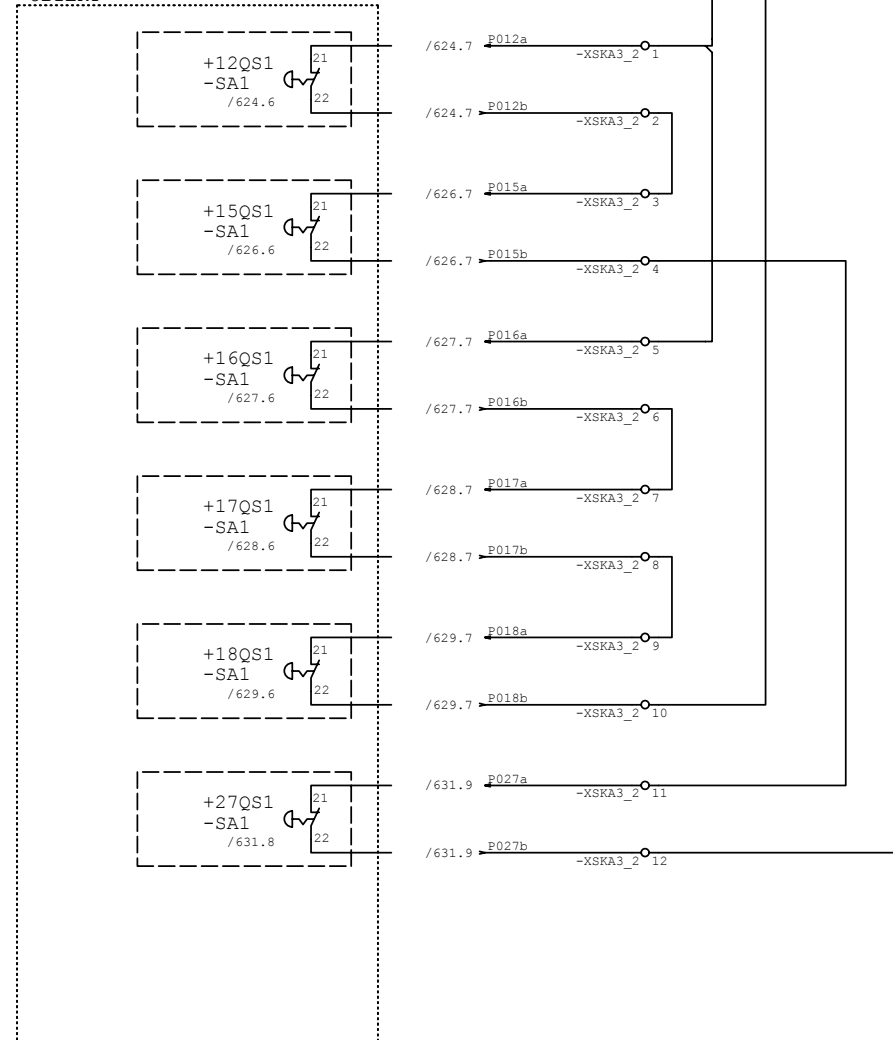 +12QS1
-SA1
/624.6
21
22
/624.7 P012a -XSKA3_2 1
/624.7 P012b -XSKA3_2 2
+15QS1
-SA1
/626.6
21
22
/626.7 P015a -XSKA3_2 3
/626.7 P015b -XSKA3_2 4
+16QS1
-SA1
/627.6
21
22
/627.7 P016a -XSKA3_2 5
/627.7 P016b -XSKA3_2 6
+17QS1
-SA1
/628.6
21
22
/628.7 P017a -XSKA3_2 7
/628.7 P017b -XSKA3_2 8
+18QS1
-SA1
/629.6
21
22
/629.7 P018a -XSKA3_2 9
/629.7 P018b -XSKA3_2 10
+27QS1
-SA1
/631.8
21
22
/631.9 P027a -XSKA3_2 11
/631.9 P027b -XSKA3_2 12